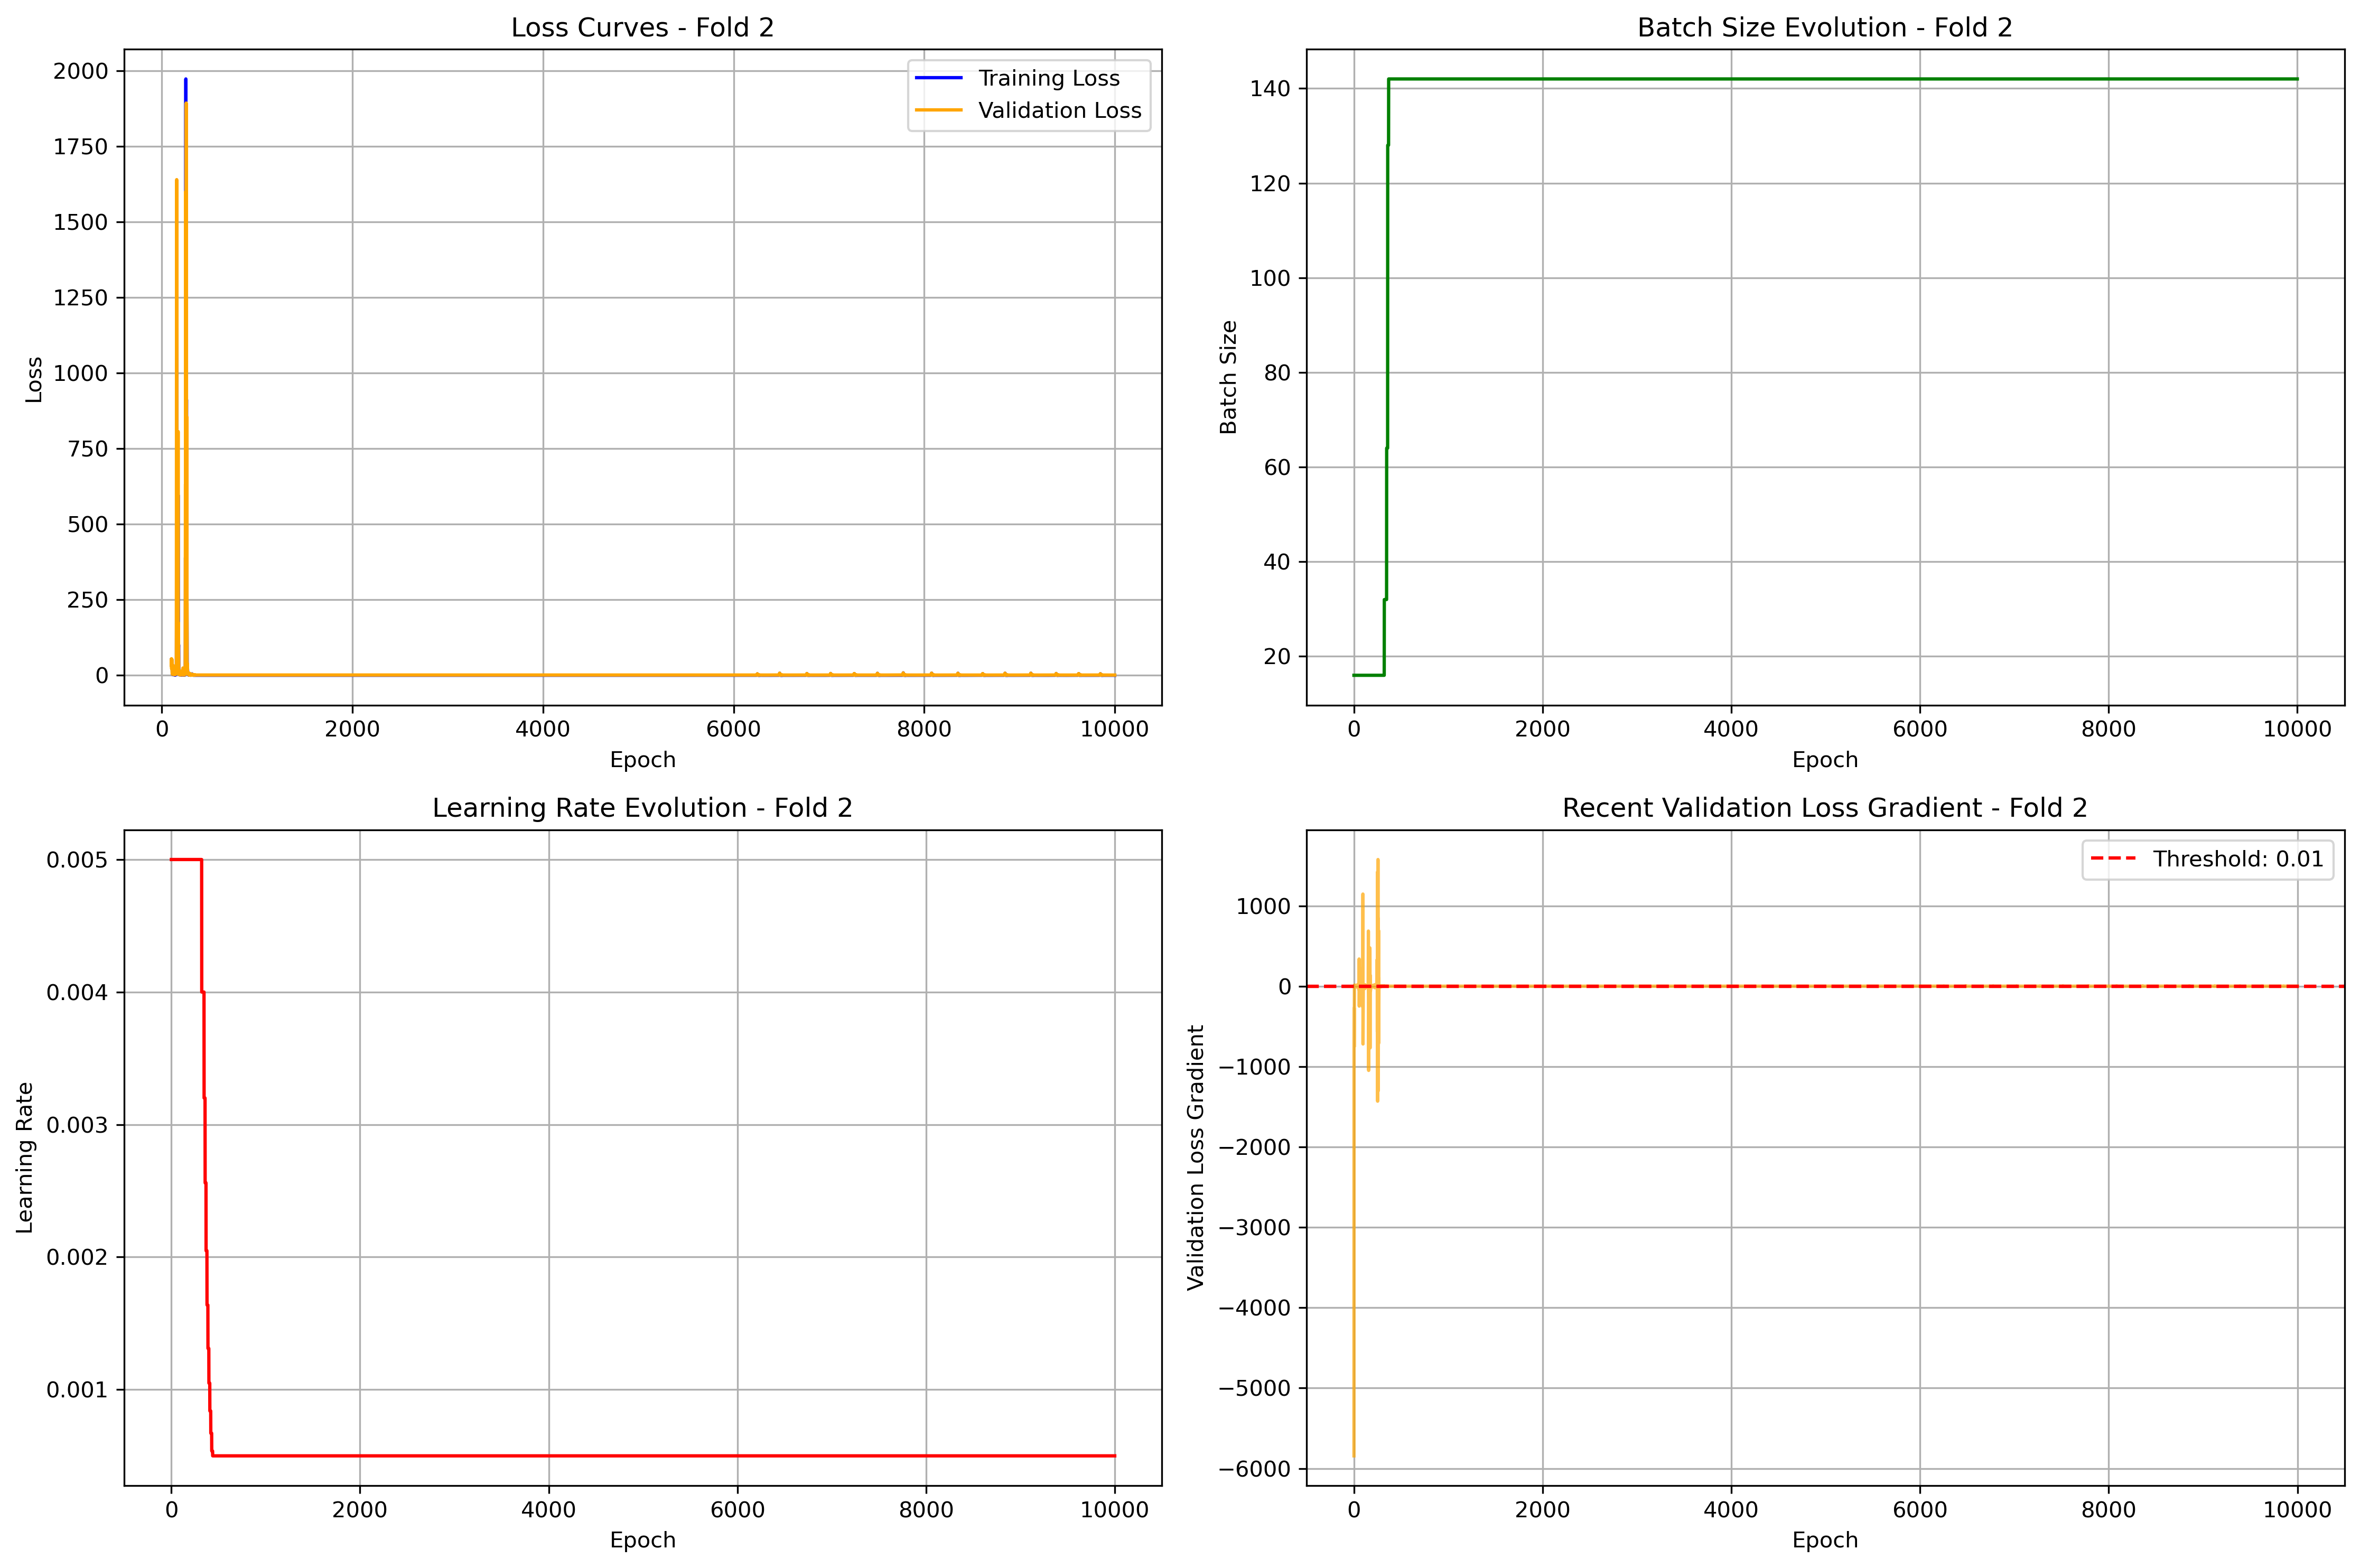 Loss Curves - Fold 2
Training Loss
Validation Loss
2000
1750
1500
1250
1000
750
500
250
0
Loss
0 2000 4000 6000 8000 10000
Epoch
Batch Size Evolution - Fold 2
140
120
100
80
60
40
20
Batch Size
0 2000 4000 6000 8000 10000
Epoch
Learning Rate Evolution - Fold 2
0.005
0.004
0.003
0.002
0.001
Learning Rate
0 2000 4000 6000 8000 10000
Epoch
Recent Validation Loss Gradient - Fold 2
Threshold: 0.01
1000
0
−1000
−2000
−3000
−4000
−5000
−6000
Validation Loss Gradient
0 2000 4000 6000 8000 10000
Epoch